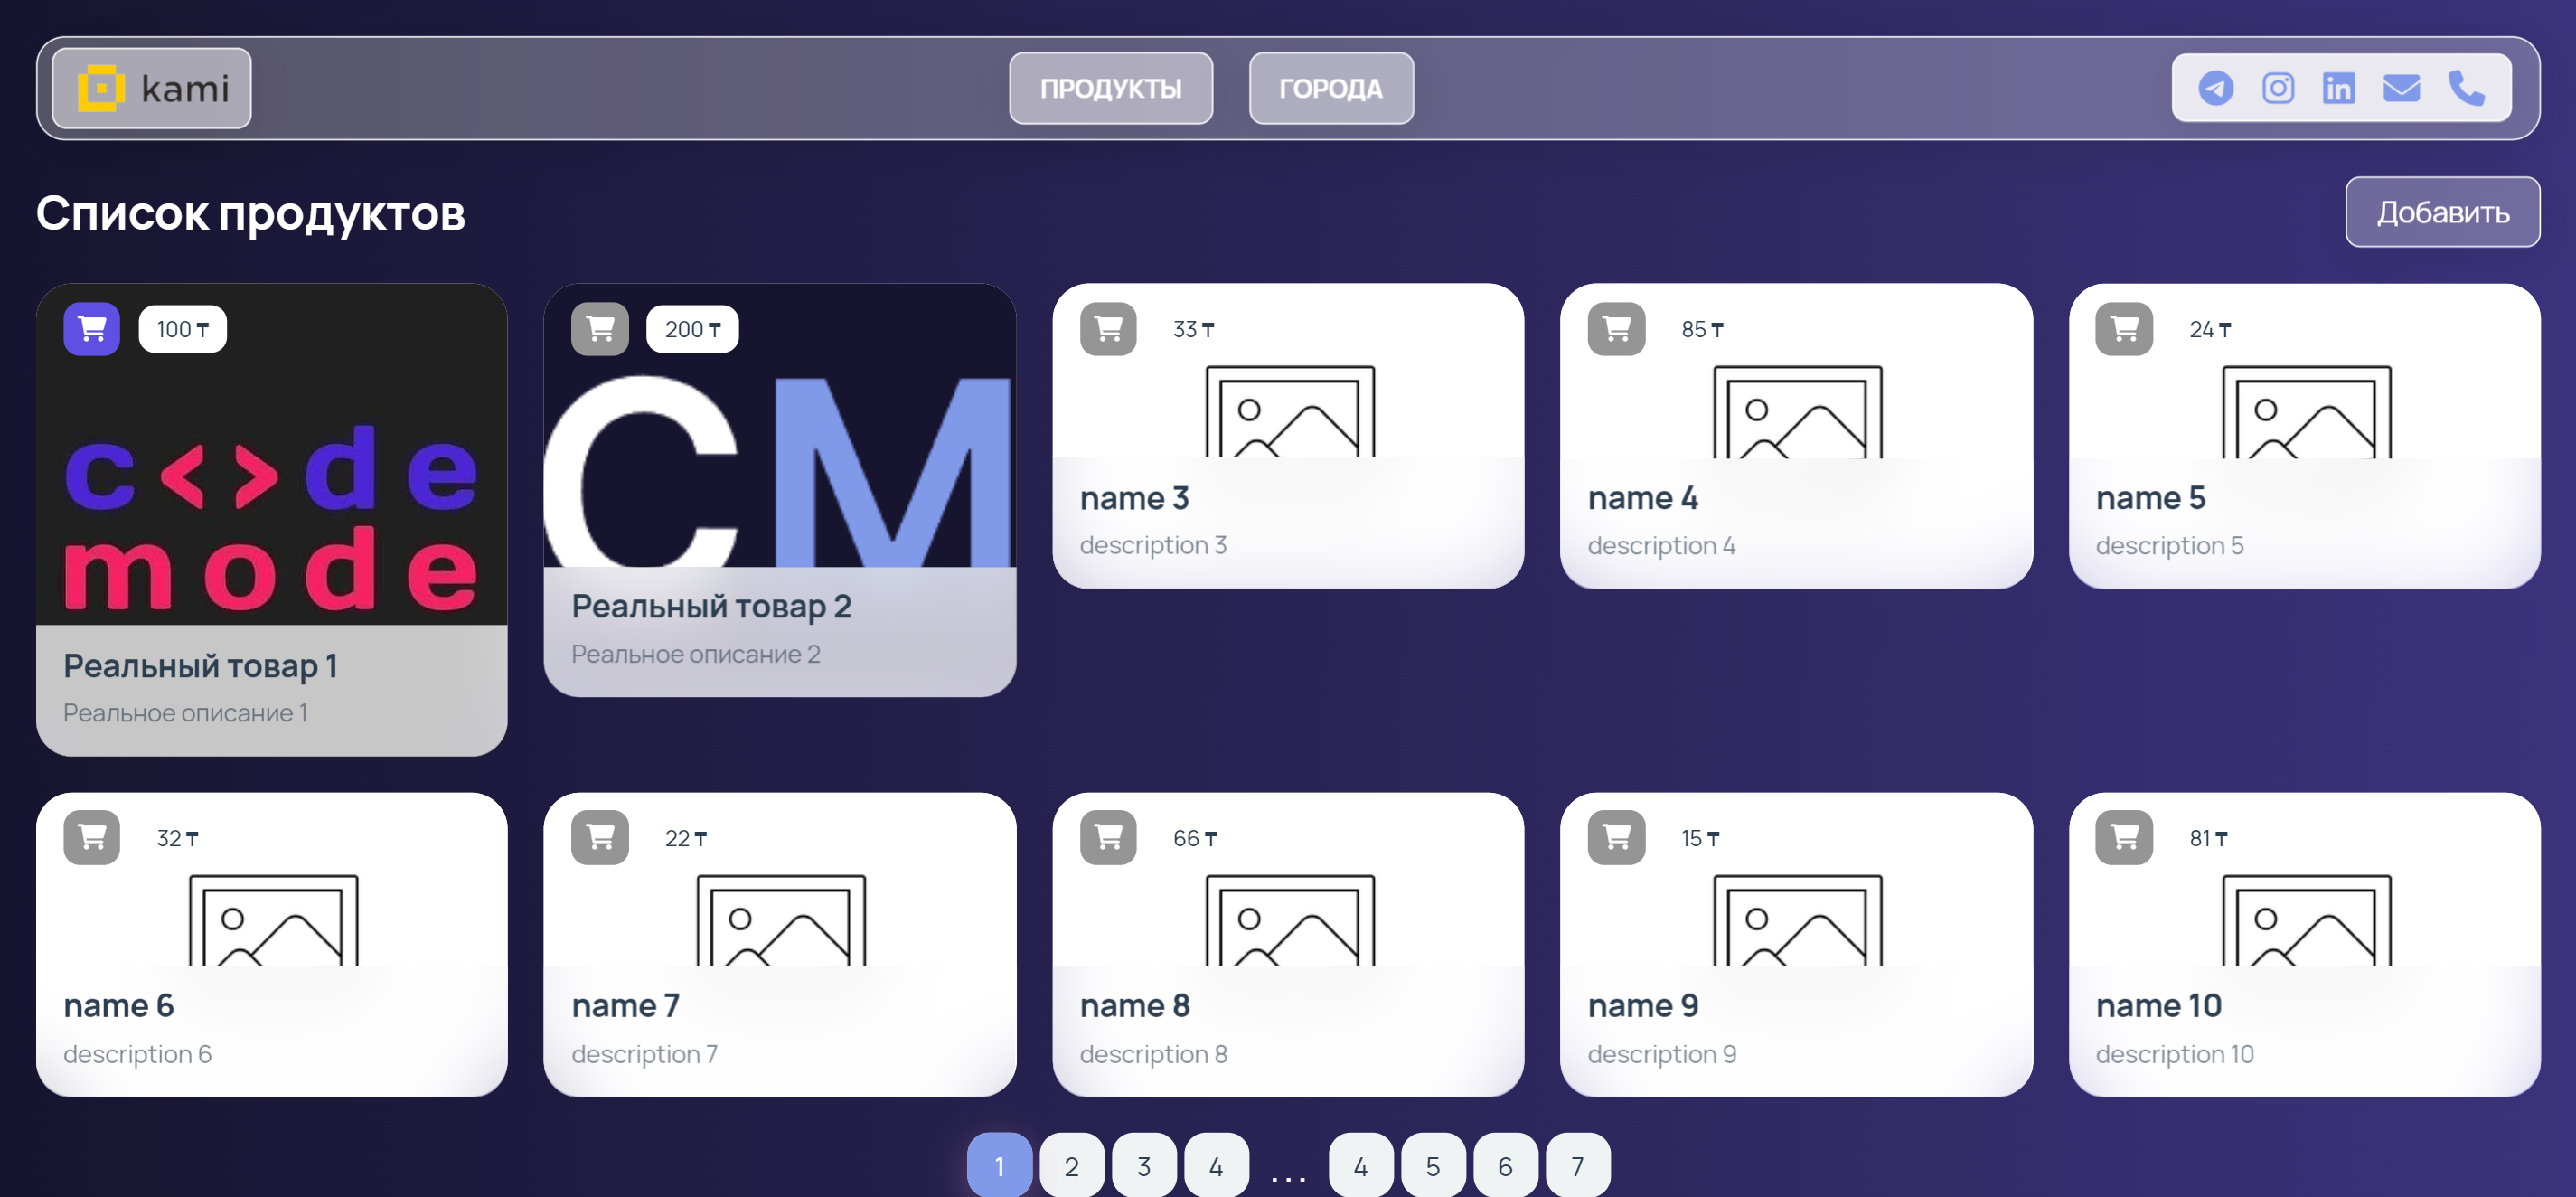 kami
ПРОДУКТЫ
ГОРОДА
Список продуктов
Добавить
100 ₸
c<>de
mode
Реальный товар 1
Реальное описание 1
200 ₸
CM
Реальный товар 2
Реальное описание 2
33 ₸
name 3
description 3
85 ₸
name 4
description 4
24 ₸
name 5
description 5
32 ₸
name 6
description 6
22 ₸
name 7
description 7
66 ₸
name 8
description 8
15 ₸
name 9
description 9
81 ₸
name 10
description 10
1 2 3 4 ... 4 5 6 7